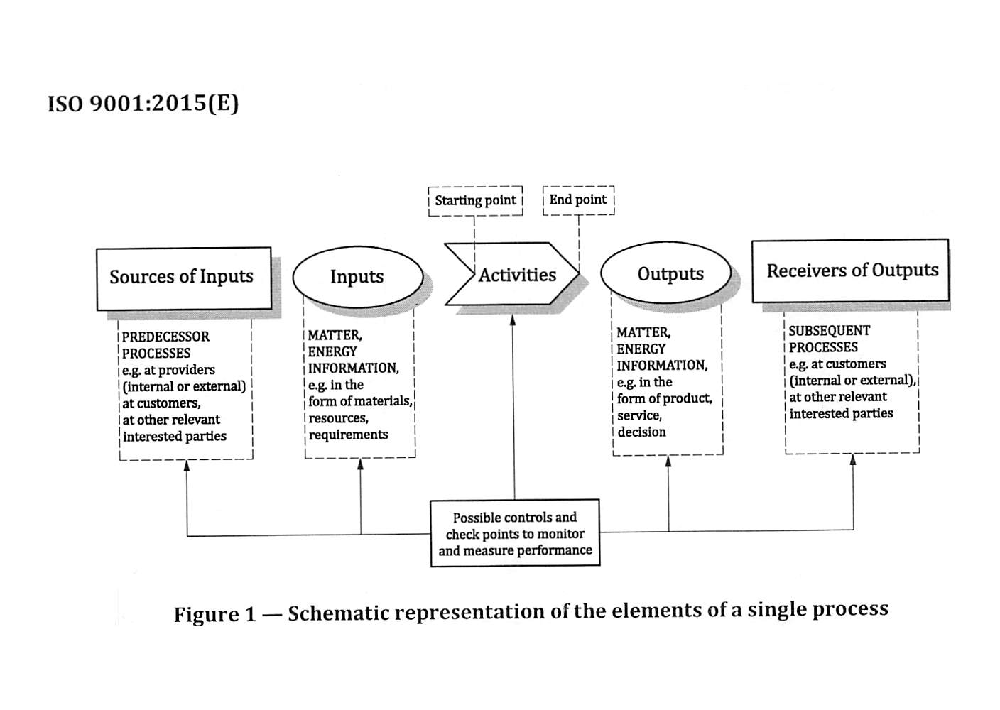 ISO 9001:2015(E)
Starting point
End point
Sources of Inputs
Inputs
Activities
Outputs
Receivers of Outputs
PREDECESSOR
PROCESSES
e.g. at providers
(internal or external)
at customers,
at other relevant
interested parties
MATTER,
ENERGY
INFORMATION,
e.g. in the
form of materials,
resources,
requirements
MATTER,
ENERGY
INFORMATION,
e.g. in the
form of product,
service,
decision
SUBSEQUENT
PROCESSES
e.g. at customers
(internal or external),
at other relevant
interested parties
Possible controls and
check points to monitor
and measure performance
Figure 1 — Schematic representation of the elements of a single process